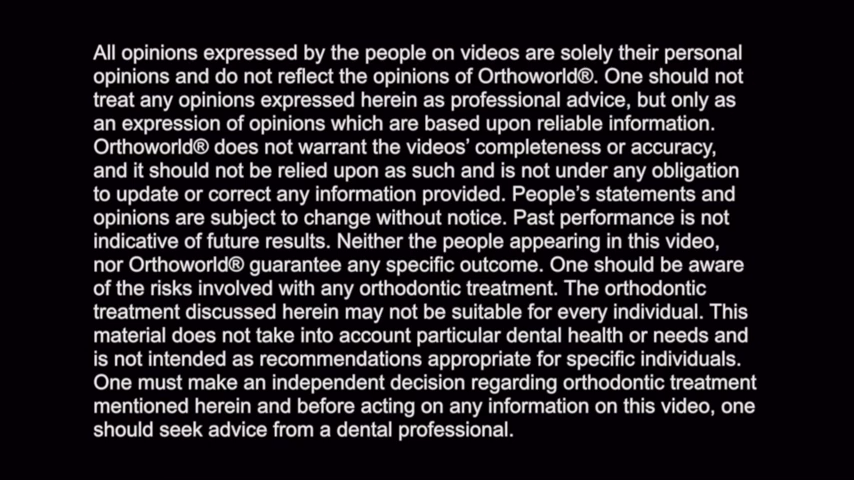 All opinions expressed by the people on videos are solely their personal
opinions and do not reflect the opinions of Orthoworld®. One should not
treat any opinions expressed herein as professional advice, but only as
an expression of opinions which are based upon reliable information.
Orthoworld® does not warrant the videos’ completeness or accuracy,
and it should not be relied upon as such and is not under any obligation
to update or correct any information provided. People’s statements and
opinions are subject to change without notice. Past performance is not
indicative of future results. Neither the people appearing in this video,
nor Orthoworld® guarantee any specific outcome. One should be aware
of the risks involved with any orthodontic treatment. The orthodontic
treatment discussed herein may not be suitable for every individual. This
material does not take into account particular dental health or needs and
is not intended as recommendations appropriate for specific individuals.
One must make an independent decision regarding orthodontic treatment
mentioned herein and before acting on any information on this video, one
should seek advice from a dental professional.